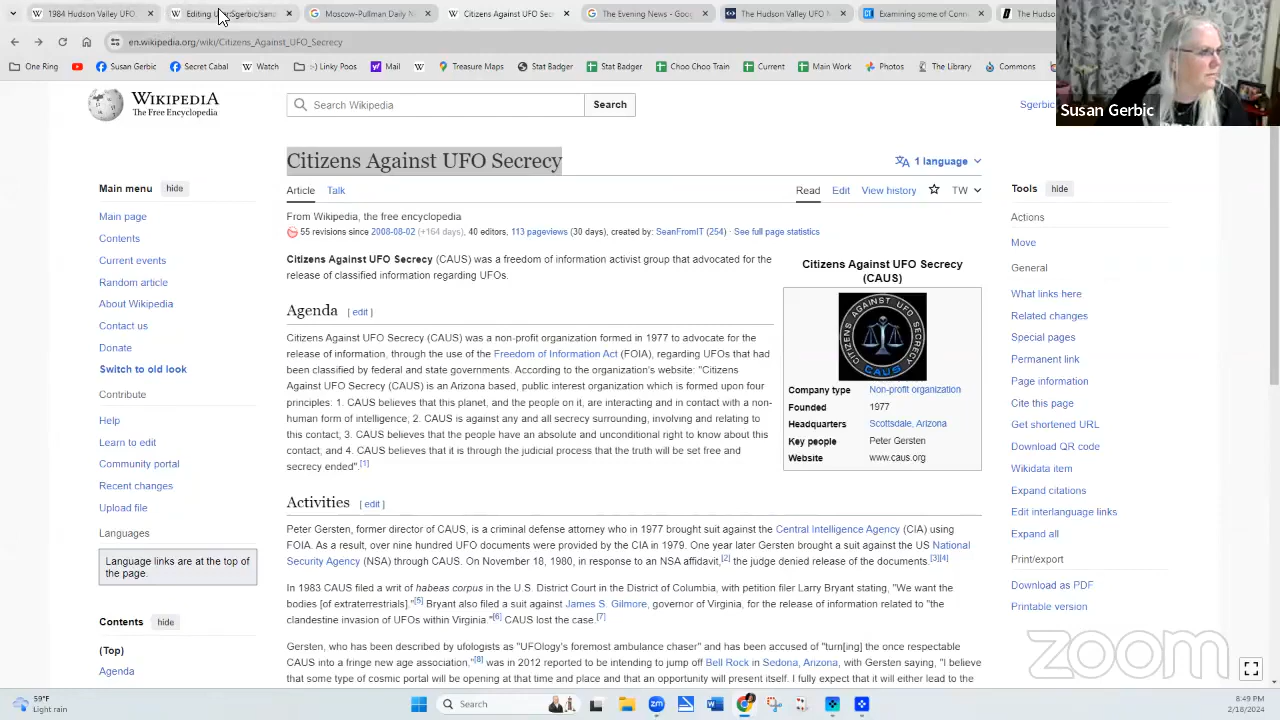 1984 Hudson Valley UFO
Editing User:Sgerbic/san
Moscow-Pullman Daily N
Citizens Against UFO Secr
The Evening News - Goo
The Hudson Valley UFO M
Examining some of Conn
The Huds
en.wikipedia.org/wiki/Citizens_Against_UFO_Secrecy
One Ring
Susan Gerbic
Secret Cabal
Watch
:-) Linky Poos
Mail
Treasure Maps
Stat Badger
Stat Badger
Choo Choo Train
Current
Main Work
Photos
The Library
Commons
Susan Gerbic
WIKIPEDIA
The Free Encyclopedia
Search Wikipedia
Search
Sgerbic
Citizens Against UFO Secrecy
1 language
Article Talk
Read Edit View history TW
From Wikipedia, the free encyclopedia
55 revisions since 2008-08-02 (+164 days), 40 editors, 113 pageviews (30 days), created by: SeanFromIT (254) · See full page statistics
Main menu hide
Main page
Contents
Current events
Random article
About Wikipedia
Contact us
Donate
Switch to old look
Contribute
Help
Learn to edit
Community portal
Recent changes
Upload file
Languages
Language links are at the top of
the page.
Contents hide
(Top)
Agenda
Citizens Against UFO Secrecy (CAUS) was a freedom of information activist group that advocated for the
release of classified information regarding UFOs.
Agenda [ edit ]
Citizens Against UFO Secrecy (CAUS) was a non-profit organization formed in 1977 to advocate for the
release of information, through the use of the Freedom of Information Act (FOIA), regarding UFOs that had
been classified by federal and state governments. According to the organization's website: "Citizens
Against UFO Secrecy (CAUS) is an Arizona based, public interest organization which is formed upon four
principles: 1. CAUS believes that this planet, and the people on it, are interacting and in contact with a non-
human form of intelligence, 2. CAUS is against any and all secrecy surrounding, involving and relating to
this contact, 3. CAUS believes that the people have an absolute and unconditional right to know about this
contact, and 4. CAUS believes that it is through the judicial process that the truth will be set free and
secrecy ended" [1]
Activities [ edit ]
Peter Gersten, former director of CAUS, is a criminal defense attorney who in 1977 brought suit against the Central Intelligence Agency (CIA) using
FOIA. As a result, over nine hundred UFO documents were provided by the CIA in 1979. One year later Gersten brought a suit against the US National
Security Agency (NSA) through CAUS. On November 18, 1980, in response to an NSA affidavit,[2] the judge denied release of the documents.[3][4]
In 1983 CAUS filed a writ of habeas corpus in the U.S. District Court in the District of Columbia, with petition filer Larry Bryant stating, "We want the
bodies [of extraterrestrials]."[5] Bryant also filed a suit against James S. Gilmore, governor of Virginia, for the release of information related to "the
clandestine invasion of UFOs within Virginia."[6] CAUS lost the case.[7]
Gersten, who has been described by ufologists as an "UFOlogy's foremost ambulance chaser" and has been accused of "turn[ing] the once respectable
CAUS into a fringe new age association."[8] was in 2012 reported to be intending to jump off Bell Rock in Sedona, Arizona, with Gersten saying, "I believe
that some type of cosmic portal will be opening at that time and place and that an opportunity will present itself. I fully expect that it will either lead to the
Citizens Against UFO Secrecy
(CAUS)
CITIZENS AGAINST UFO SECRECY
CAUS
Company type Non-profit organization
Founded 1977
Headquarters Scottsdale, Arizona
Key people Peter Gersten
Website www.caus.org
Tools hide
Actions
Move
General
What links here
Related changes
Special pages
Permanent link
Page information
Cite this page
Get shortened URL
Download QR code
Wikidata item
Expand citations
Edit interlanguage links
Expand all
Print/export
Download as PDF
Printable version
zoom
59°F
Light rain
Search
8:49 PM
2/18/2024